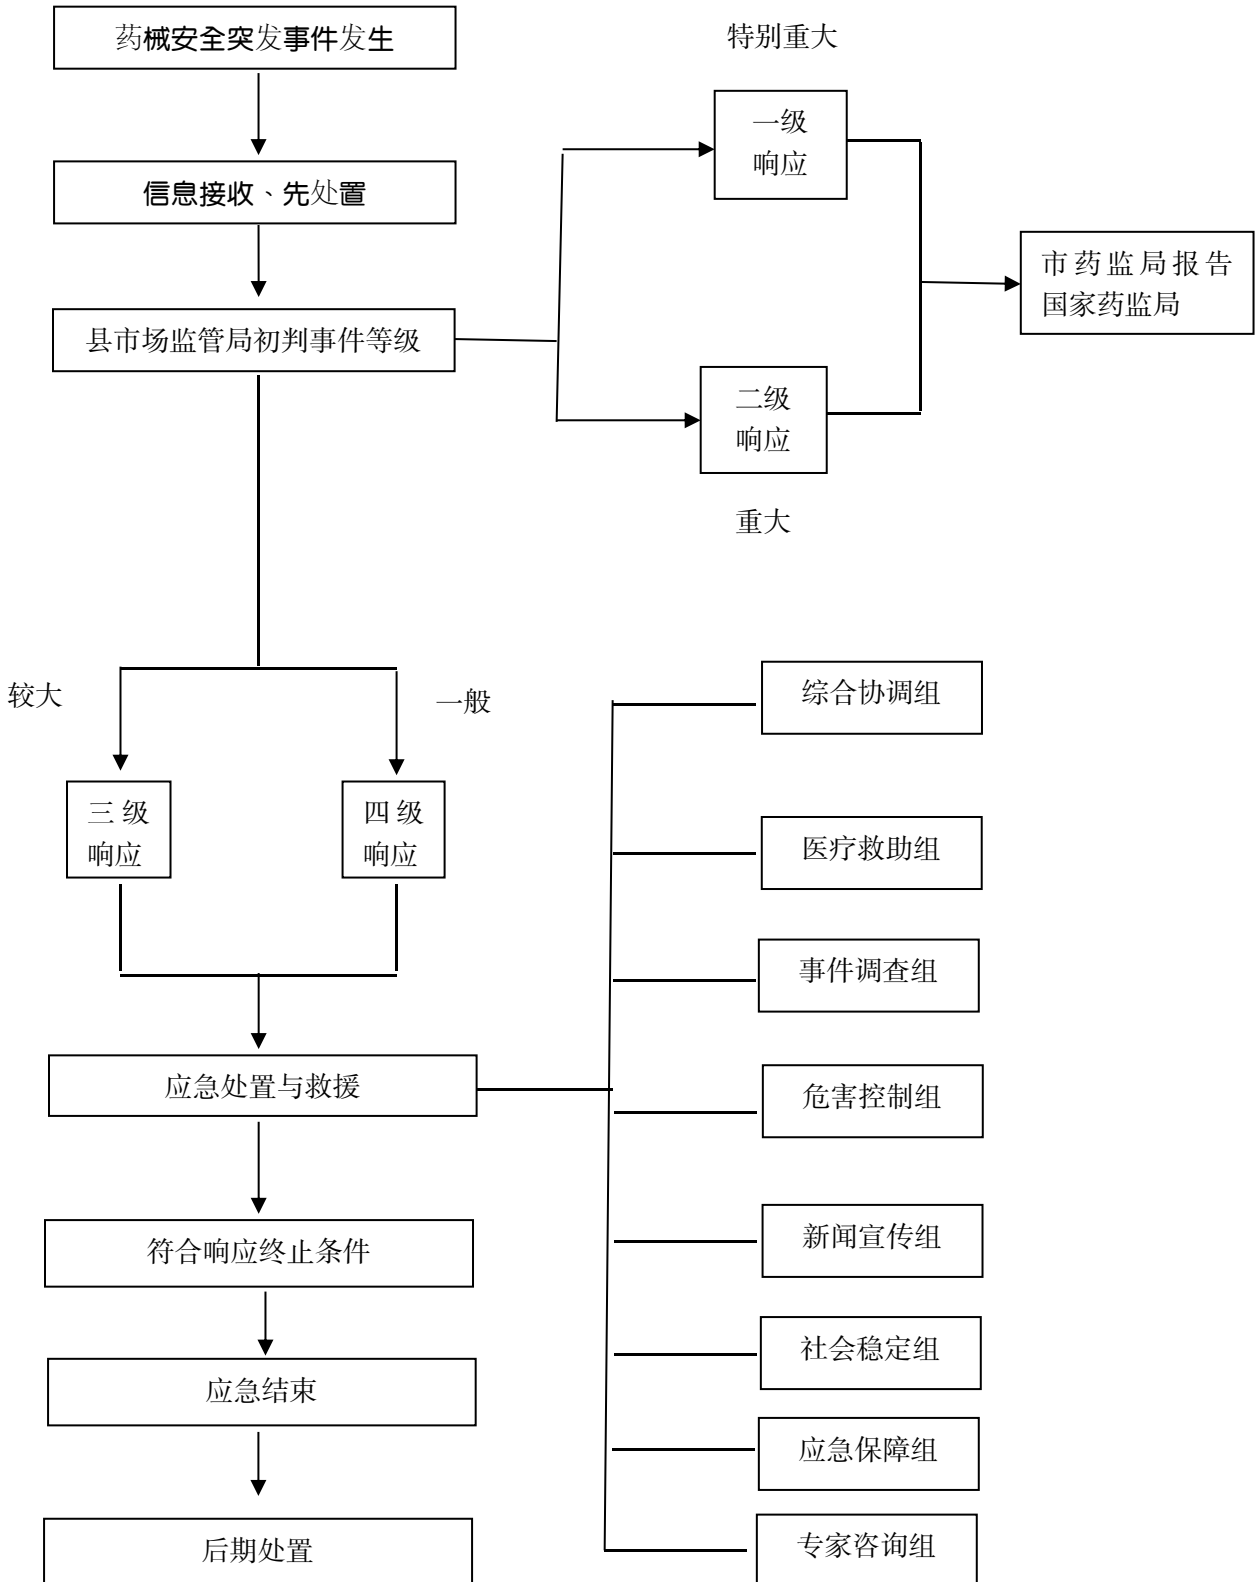 药械安全突发事件发生
特别重大
一级
响应
信息接收、先处置
市药监局报告
国家药监局
县市场监管局初判事件等级
二级
响应
重大
较大
一般
三级
响应
四级
响应
综合协调组
医疗救助组
事件调查组
应急处置与救援
危害控制组
符合响应终止条件
新闻宣传组
应急结束
社会稳定组
应急保障组
后期处置
专家咨询组